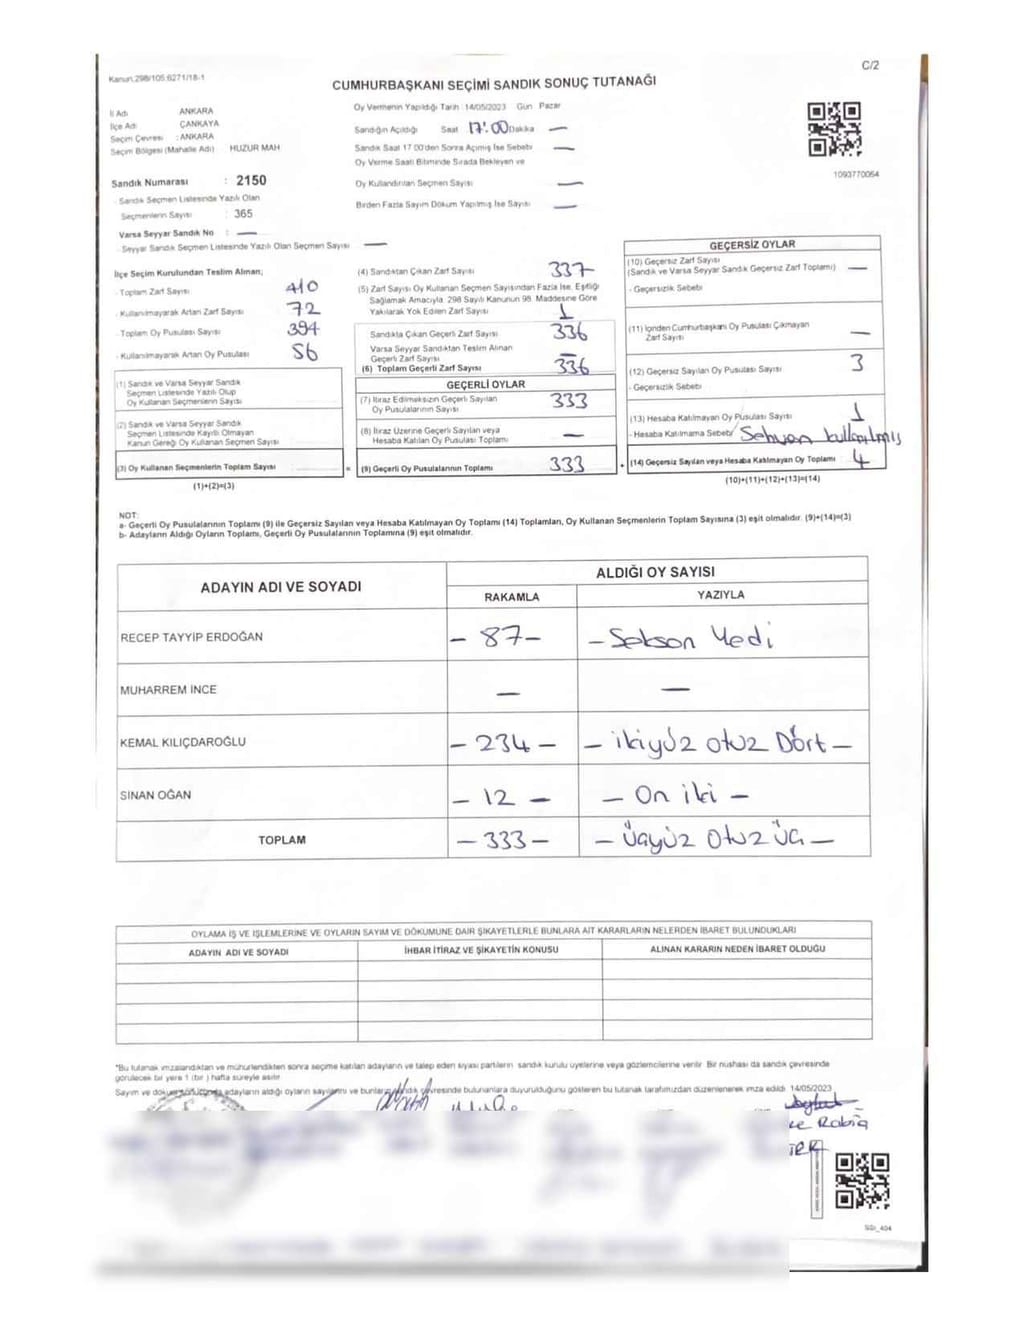 Kanun:298/105;6271/18-1
C/2
CUMHURBAŞKANI SEÇİMİ SANDIK SONUÇ TUTANAĞI
İl Adı ANKARA
İlçe Adı ÇANKAYA
Seçim Çevresi : ANKARA
Seçim Bölgesi (Mahalle Adı) HUZUR MAH
Sandık Numarası : 2150
- Sandık Seçmen Listesinde Yazılı Olan
Seçmenlerin Sayısı : 365
Varsa Seyyar Sandık No : —
- Seyyar Sandık Seçmen Listesinde Yazılı Olan Seçmen Sayısı —
Oy Vermenin Yapıldığı Tarih :14/05/2023 Gün Pazar
Sandığın Açıldığı Saat 17:00 Dakika —
Sandık Saat 17.00'den Sonra Açılmış İse Sebebi —
Oy Verme Saati Bitiminde Sırada Bekleyen ve
Oy Kullandırılan Seçmen Sayısı —
Birden Fazla Sayım Döküm Yapılmış İse Sayısı —
1093770064
İlçe Seçim Kurulundan Teslim Alınan;
- Toplam Zarf Sayısı 410
- Kullanılmayarak Artan Zarf Sayısı 72
- Toplam Oy Pusulası Sayısı 394
- Kullanılmayarak Artan Oy Pusulası 56
(1) Sandık ve Varsa Seyyar Sandık
Seçmen Listesinde Yazılı Olup
Oy Kullanan Seçmenlerin Sayısı
(2) Sandık ve Varsa Seyyar Sandık
Seçmen Listesinde Kayıtlı Olmayan
Kanun Gereği Oy Kullanan Seçmen Sayısı
(3) Oy Kullanan Seçmenlerin Toplam Sayısı =
(1)+(2)=(3)
(4) Sandıktan Çıkan Zarf Sayısı 337
(5) Zarf Sayısı Oy Kullanan Seçmen Sayısından Fazla İse, Eşitliği
Sağlamak Amacıyla, 298 Sayılı Kanunun 98. Maddesine Göre
Yakılarak Yok Edilen Zarf Sayısı 1
Sandıkta Çıkan Geçerli Zarf Sayısı 336
Varsa Seyyar Sandıktan Teslim Alınan
Geçerli Zarf Sayısı —
(6) Toplam Geçerli Zarf Sayısı 336
GEÇERLİ OYLAR
(7) İtiraz Edilmeksizin Geçerli Sayılan
Oy Pusulalarının Sayısı 333
(8) İtiraz Üzerine Geçerli Sayılan veya
Hesaba Katılan Oy Pusulası Toplamı —
(9) Geçerli Oy Pusulalarının Toplamı 333 +
GEÇERSİZ OYLAR
(10) Geçersiz Zarf Sayısı
(Sandık ve Varsa Seyyar Sandık Geçersiz Zarf Toplamı) —
- Geçersizlik Sebebi
(11) İçinden Cumhurbaşkanı Oy Pusulası Çıkmayan
Zarf Sayısı —
(12) Geçersiz Sayılan Oy Pusulası Sayısı 3
- Geçersizlik Sebebi
(13) Hesaba Katılmayan Oy Pusulası Sayısı 1
- Hesaba Katılmama Sebebi kullanılmış
(14) Geçersiz Sayılan veya Hesaba Katılmayan Oy Toplamı 4
(10)+(11)+(12)+(13)=(14)
NOT:
a- Geçerli Oy Pusulalarının Toplamı (9) ile Geçersiz Sayılan veya Hesaba Katılmayan Oy Toplamı (14) Toplamları, Oy Kullanan Seçmenlerin Toplam Sayısına (3) eşit olmalıdır. (9)+(14)=(3)
b- Adayların Aldığı Oyların Toplamı, Geçerli Oy Pusulalarının Toplamına (9) eşit olmalıdır.
ADAYIN ADI VE SOYADI
ALDIĞI OY SAYISI
RAKAMLA YAZIYLA
RECEP TAYYİP ERDOĞAN – 87 – – Seksen Yedi
MUHARREM İNCE — —
KEMAL KILIÇDAROĞLU – 234 – – ikiyüz otuz Dört –
SİNAN OĞAN – 12 – – On iki –
TOPLAM – 333 – – üçyüz otuz üç –
OYLAMA İŞ VE İŞLEMLERİNE VE OYLARIN SAYIM VE DÖKÜMÜNE DAİR ŞİKAYETLERLE BUNLARA AİT KARARLARIN NELERDEN İBARET BULUNDUKLARI
ADAYIN ADI VE SOYADI İHBAR İTİRAZ VE ŞİKAYETİN KONUSU ALINAN KARARIN NEDEN İBARET OLDUĞU
*Bu tutanak imzalandıktan ve mühürlendikten sonra seçime katılan adayların ve talep eden siyasi partilerin sandık kurulu üyelerine veya gözlemcilerine verilir. Bir nüshası da sandık çevresinde
görülecek bir yere 1 (bir ) hafta süreyle asılır.
Sayım ve döküm sonucunda adayların aldığı oyların sayılarını ve bunların sandık çevresinde bulunanlara duyurulduğunu gösteren bu tutanak tarafımızdan düzenlenerek imza edildi. 14/05/2023
Rabia